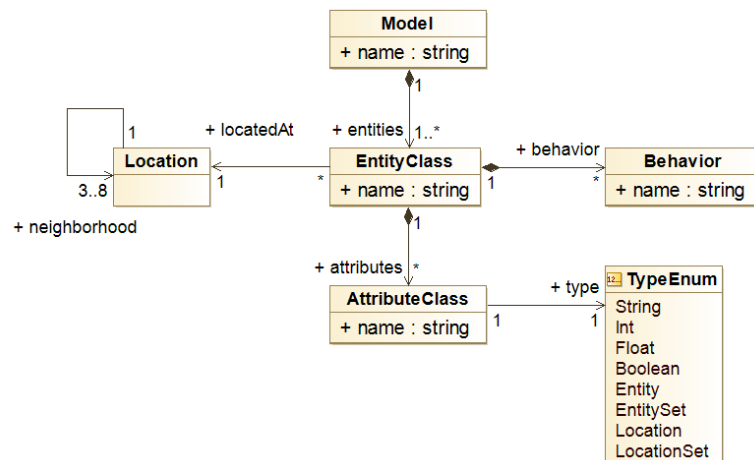 Model
+ name : string
1
+ entities
1..*
+ locatedAt
1
Location
3..8
+ neighborhood
1
*
EntityClass
+ name : string
1
+ behavior
*
Behavior
+ name : string
1
+ attributes
*
AttributeClass
+ name : string
1
+ type
1
12...
TypeEnum
String
Int
Float
Boolean
Entity
EntitySet
Location
LocationSet